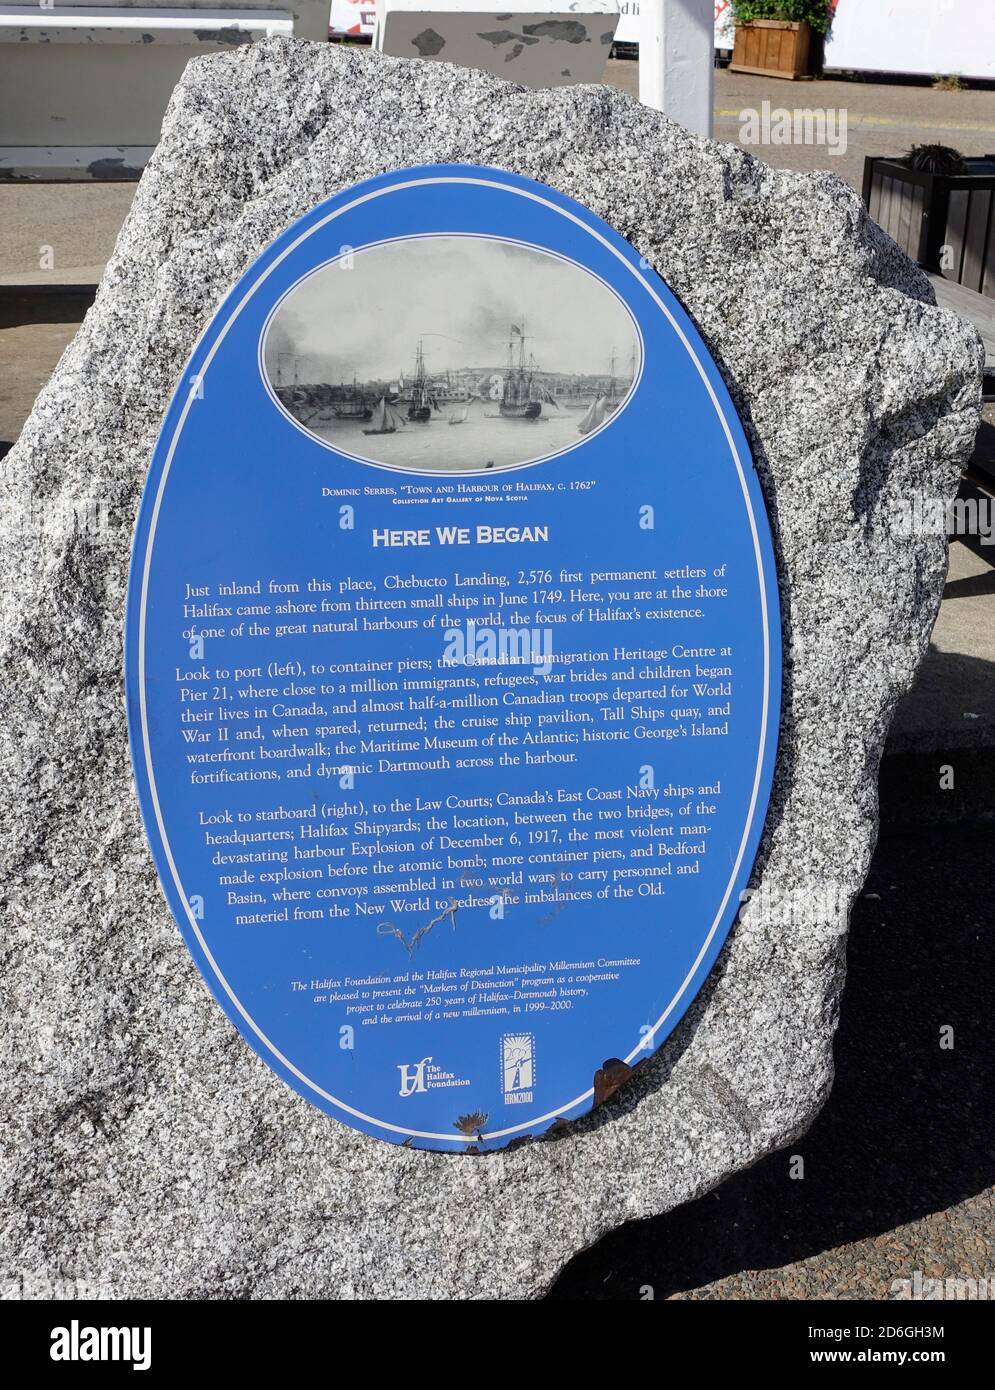 DOMINIC SERRES, "TOWN AND HARBOUR OF HALIFAX, C. 1762"
COLLECTION ART GALLERY OF NOVA SCOTIA
HERE WE BEGAN
Just inland from this place, Chebucto Landing, 2,576 first permanent settlers of
Halifax came ashore from thirteen small ships in June 1749. Here, you are at the shore
of one of the great natural harbours of the world, the focus of Halifax's existence.
Look to port (left), to container piers; the Canadian Immigration Heritage Centre at
Pier 21, where close to a million immigrants, refugees, war brides and children began
their lives in Canada, and almost half-a-million Canadian troops departed for World
War II and, when spared, returned; the cruise ship pavilion, Tall Ships quay, and
waterfront boardwalk; the Maritime Museum of the Atlantic; historic George's Island
fortifications, and dynamic Dartmouth across the harbour.
Look to starboard (right), to the Law Courts; Canada's East Coast Navy ships and
headquarters; Halifax Shipyards; the location, between the two bridges, of the
devastating harbour Explosion of December 6, 1917, the most violent man-
made explosion before the atomic bomb; more container piers, and Bedford
Basin, where convoys assembled in two world wars to carry personnel and
materiel from the New World to redress the imbalances of the Old.
The Halifax Foundation and the Halifax Regional Municipality Millennium Committee
are pleased to present the "Markers of Distinction" program as a cooperative
project to celebrate 250 years of Halifax–Dartmouth history,
and the arrival of a new millennium, in 1999–2000.
Hf The
Halifax
Foundation
HRM2000
alamy
Image ID: 2D6GH3M
www.alamy.com